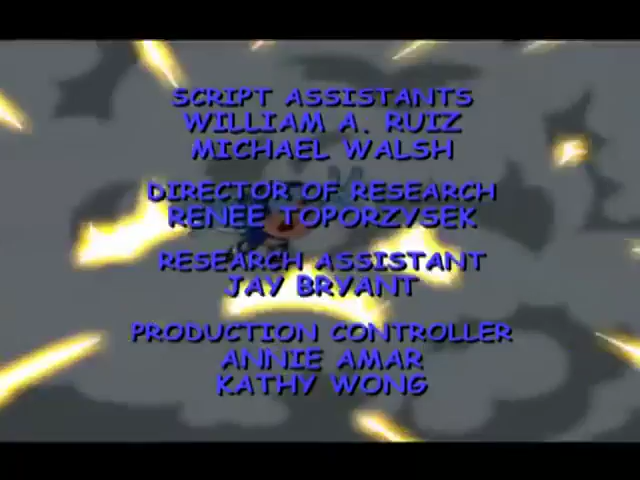 SCRIPT ASSISTANTS
WILLIAM A. RUIZ
MICHAEL WALSH
DIRECTOR OF RESEARCH
RENEE TOPORZYSEK
RESEARCH ASSISTANT
JAY BRYANT
PRODUCTION CONTROLLER
ANNIE AMAR
KATHY WONG